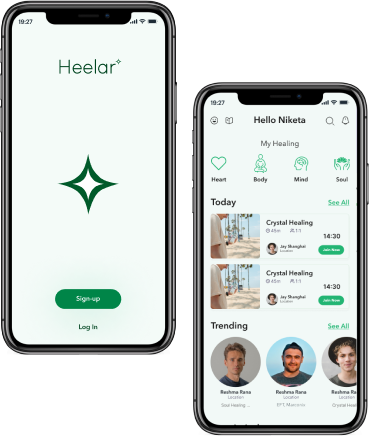 19:27
Heelar
Sign-up
Log in
19:27
Hello Niketa
My Healing
Heart Body Mind Soul
Today See All
Crystal Healing
45m 1:1
14:30
Jay Shanghai
Location
Join Now
Crystal Healing
45m 1:1
14:30
Jay Shanghai
Location
Join Now
Trending See All
Reshma Rana Reshma Rana Reshma Rana
Location Location Location
Soul Healing ... EFT, Mancunia Crystal Hea